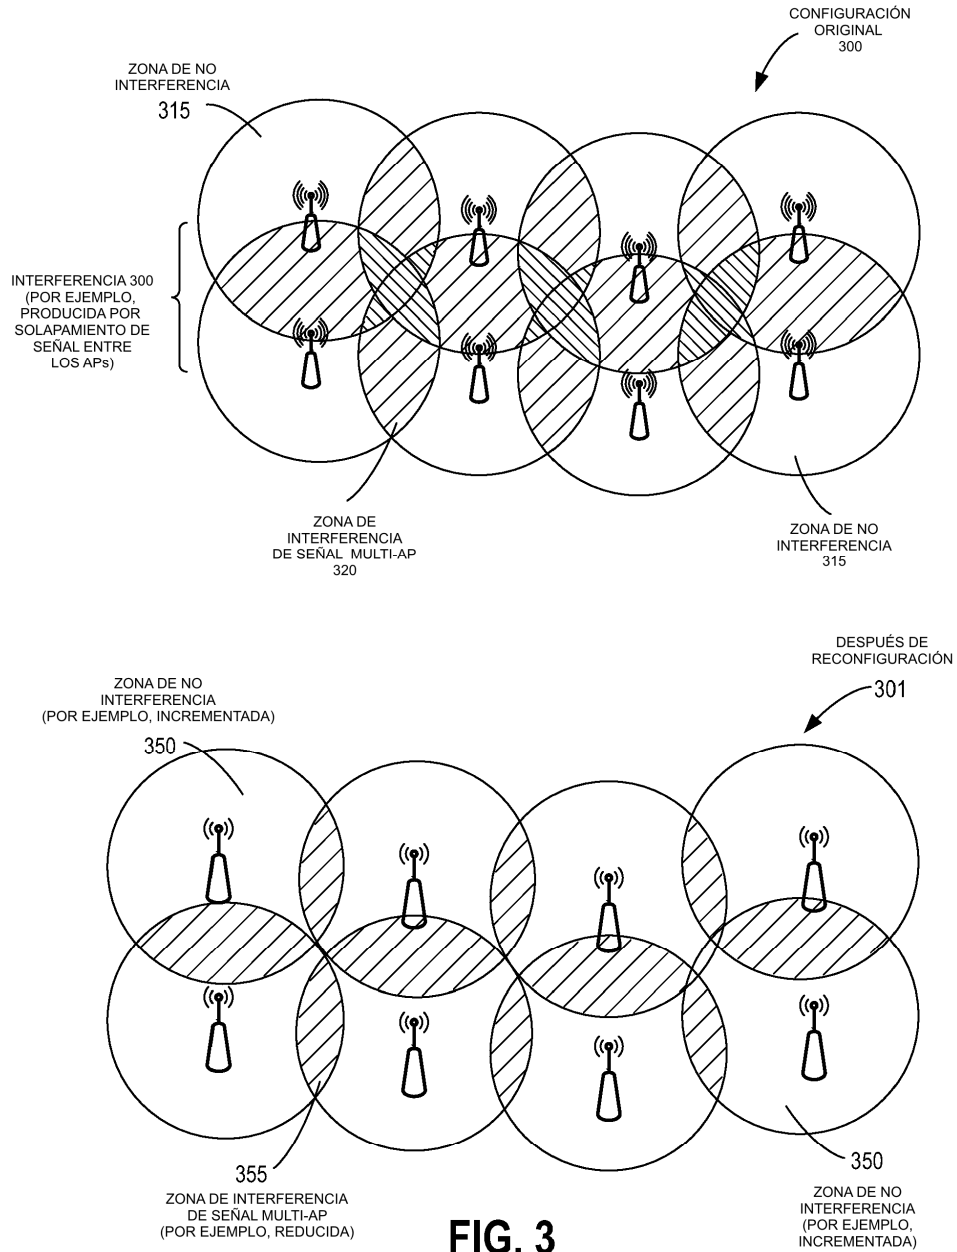 CONFIGURACIÓN
ORIGINAL
300
ZONA DE NO
INTERFERENCIA
315
INTERFERENCIA 300
(POR EJEMPLO,
PRODUCIDA POR
SOLAPAMIENTO DE
SEÑAL ENTRE
LOS APs)
ZONA DE
INTERFERENCIA
DE SEÑAL MULTI-AP
320
ZONA DE NO
INTERFERENCIA
315
DESPUÉS DE
RECONFIGURACIÓN
301
ZONA DE NO
INTERFERENCIA
(POR EJEMPLO, INCREMENTADA)
350
355
ZONA DE INTERFERENCIA
DE SEÑAL MULTI-AP
(POR EJEMPLO, REDUCIDA)
350
ZONA DE NO
INTERFERENCIA
(POR EJEMPLO,
INCREMENTADA)
FIG. 3